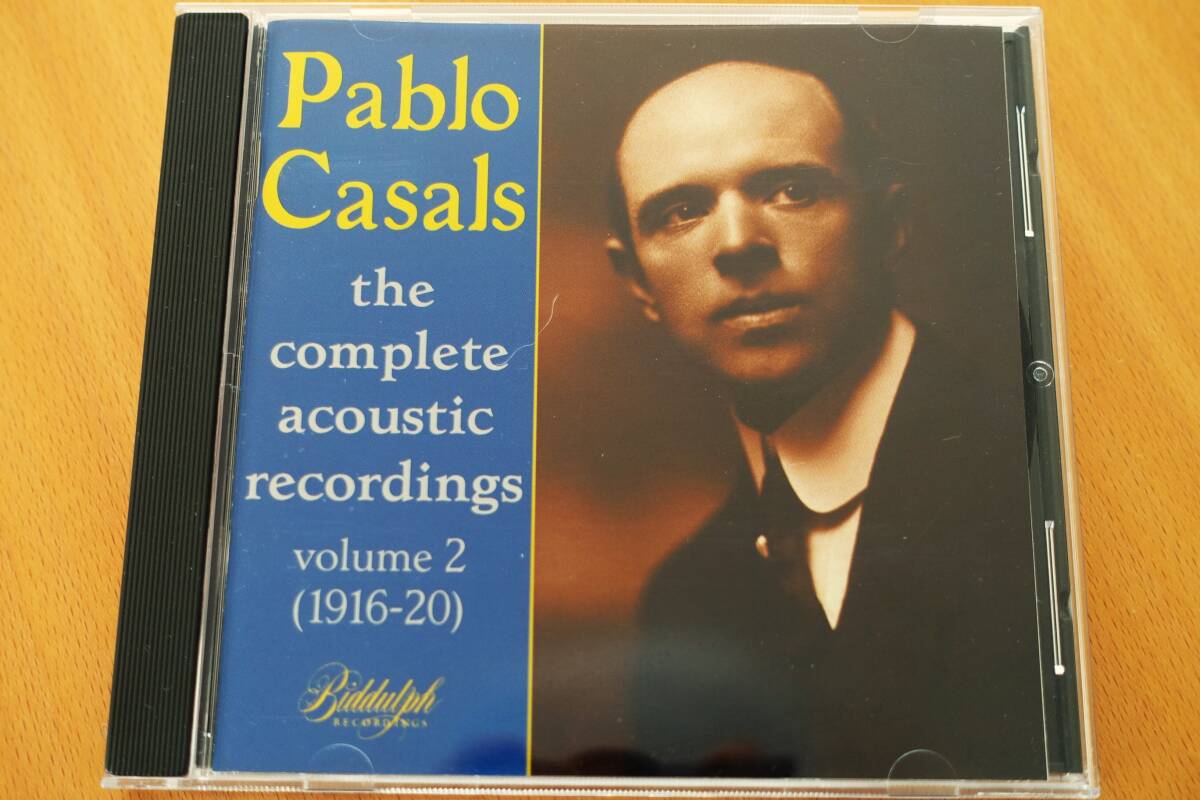 Pablo
Casals
the
complete
acoustic
recordings
volume 2
(1916-20)
Biddulph
RECORDINGS